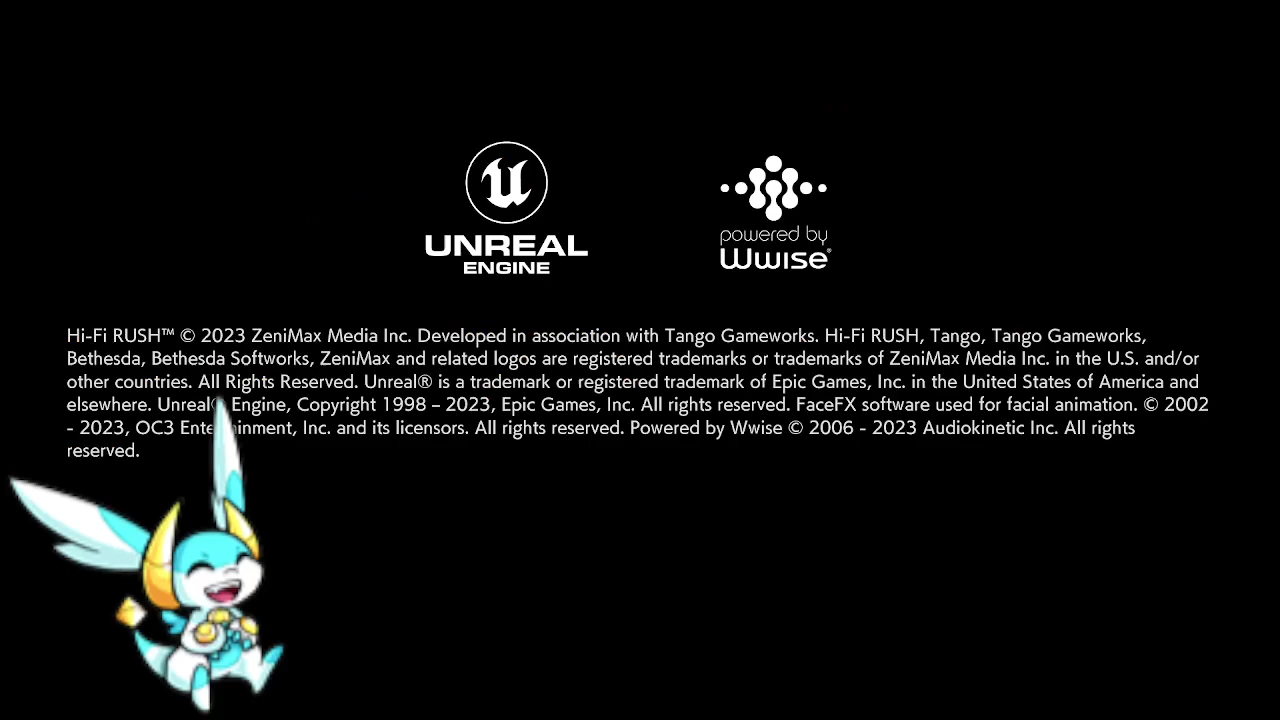 UNREAL
ENGINE
powered by
Wwise®
Hi-Fi RUSH™ © 2023 ZeniMax Media Inc. Developed in association with Tango Gameworks. Hi-Fi RUSH, Tango, Tango Gameworks,
Bethesda, Bethesda Softworks, ZeniMax and related logos are registered trademarks or trademarks of ZeniMax Media Inc. in the U.S. and/or
other countries. All Rights Reserved. Unreal® is a trademark or registered trademark of Epic Games, Inc. in the United States of America and
elsewhere. Unreal® Engine, Copyright 1998 – 2023, Epic Games, Inc. All rights reserved. FaceFX software used for facial animation. © 2002
- 2023, OC3 Entertainment, Inc. and its licensors. All rights reserved. Powered by Wwise © 2006 - 2023 Audiokinetic Inc. All rights
reserved.